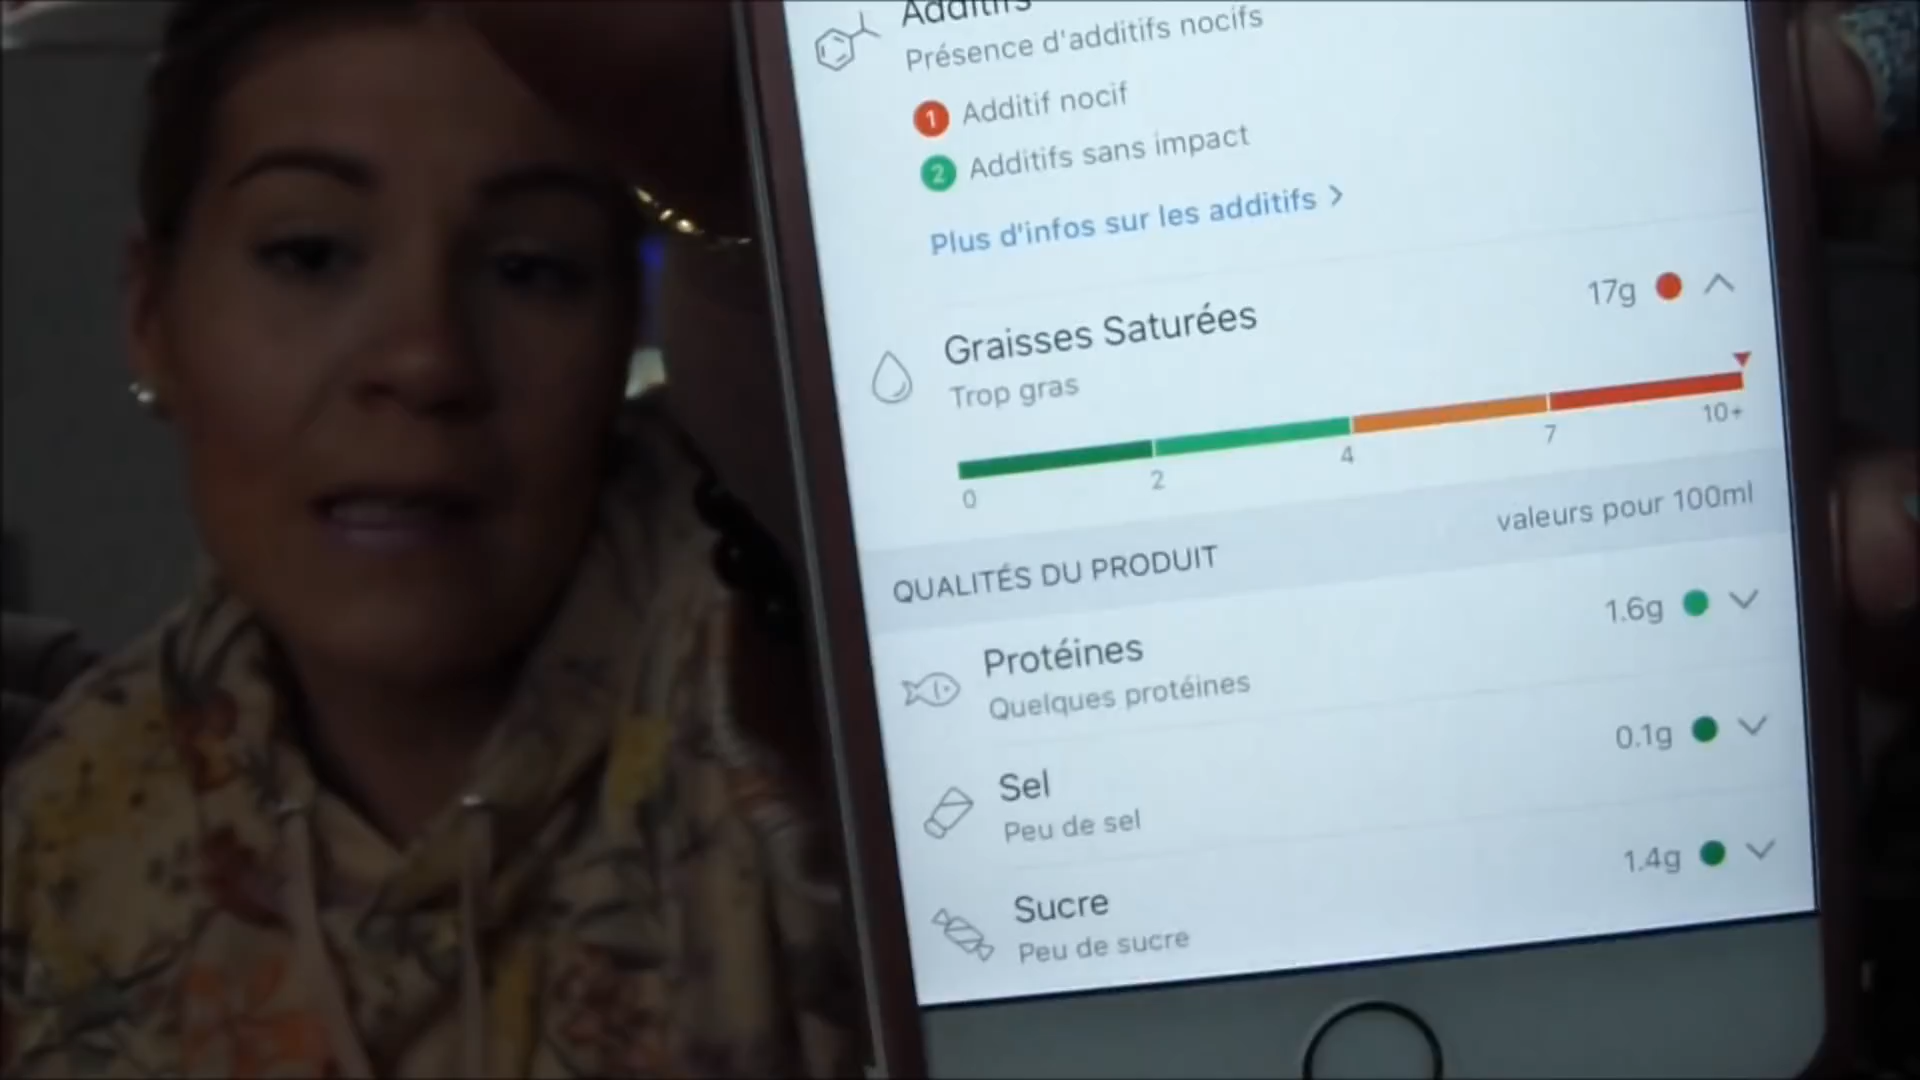 Additifs
Présence d'additifs nocifs
1 Additif nocif
2 Additifs sans impact
Plus d'infos sur les additifs >
Graisses Saturées 17g
Trop gras
0 2 4 7 10+
QUALITÉS DU PRODUIT valeurs pour 100ml
Protéines 1.6g
Quelques protéines
Sel 0.1g
Peu de sel
Sucre 1.4g
Peu de sucre